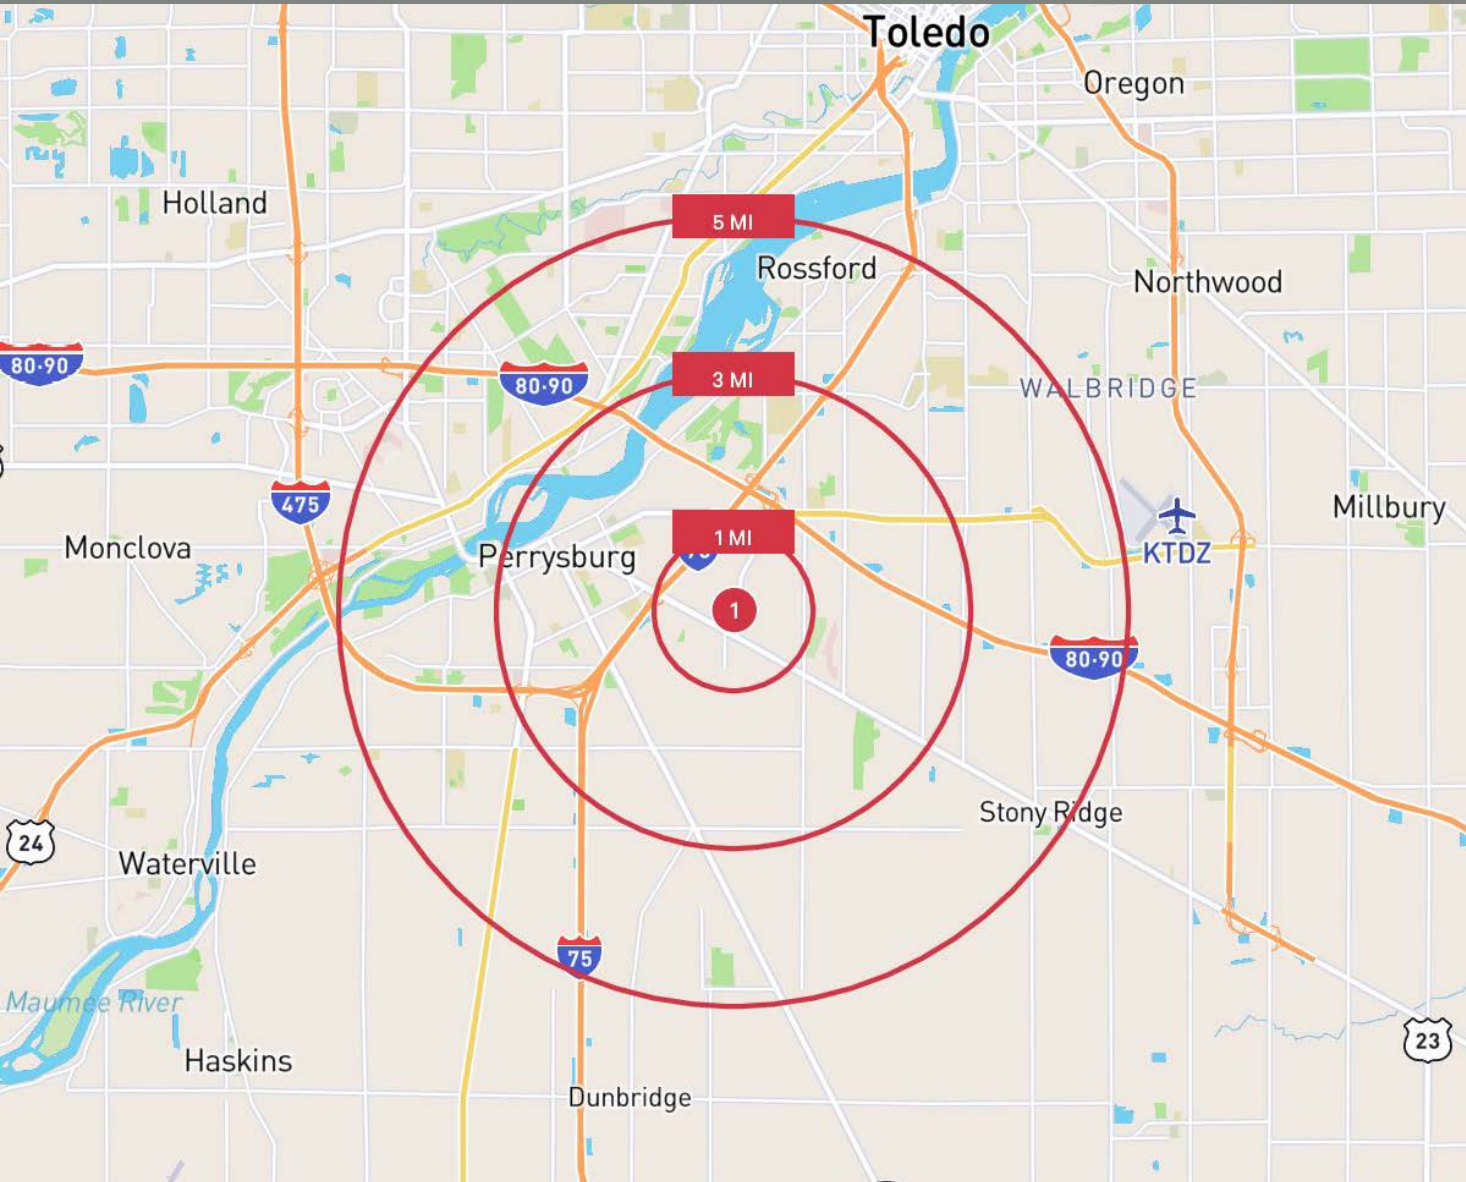 Toledo
Oregon
Holland
5 MI
Rossford
Northwood
80·90
80·90
3 MI
WALBRIDGE
475
Millbury
1 MI
Monclova
Perrysburg
KTDZ
1
80·90
Stony Ridge
24
Waterville
75
Maumee River
23
Haskins
Dunbridge